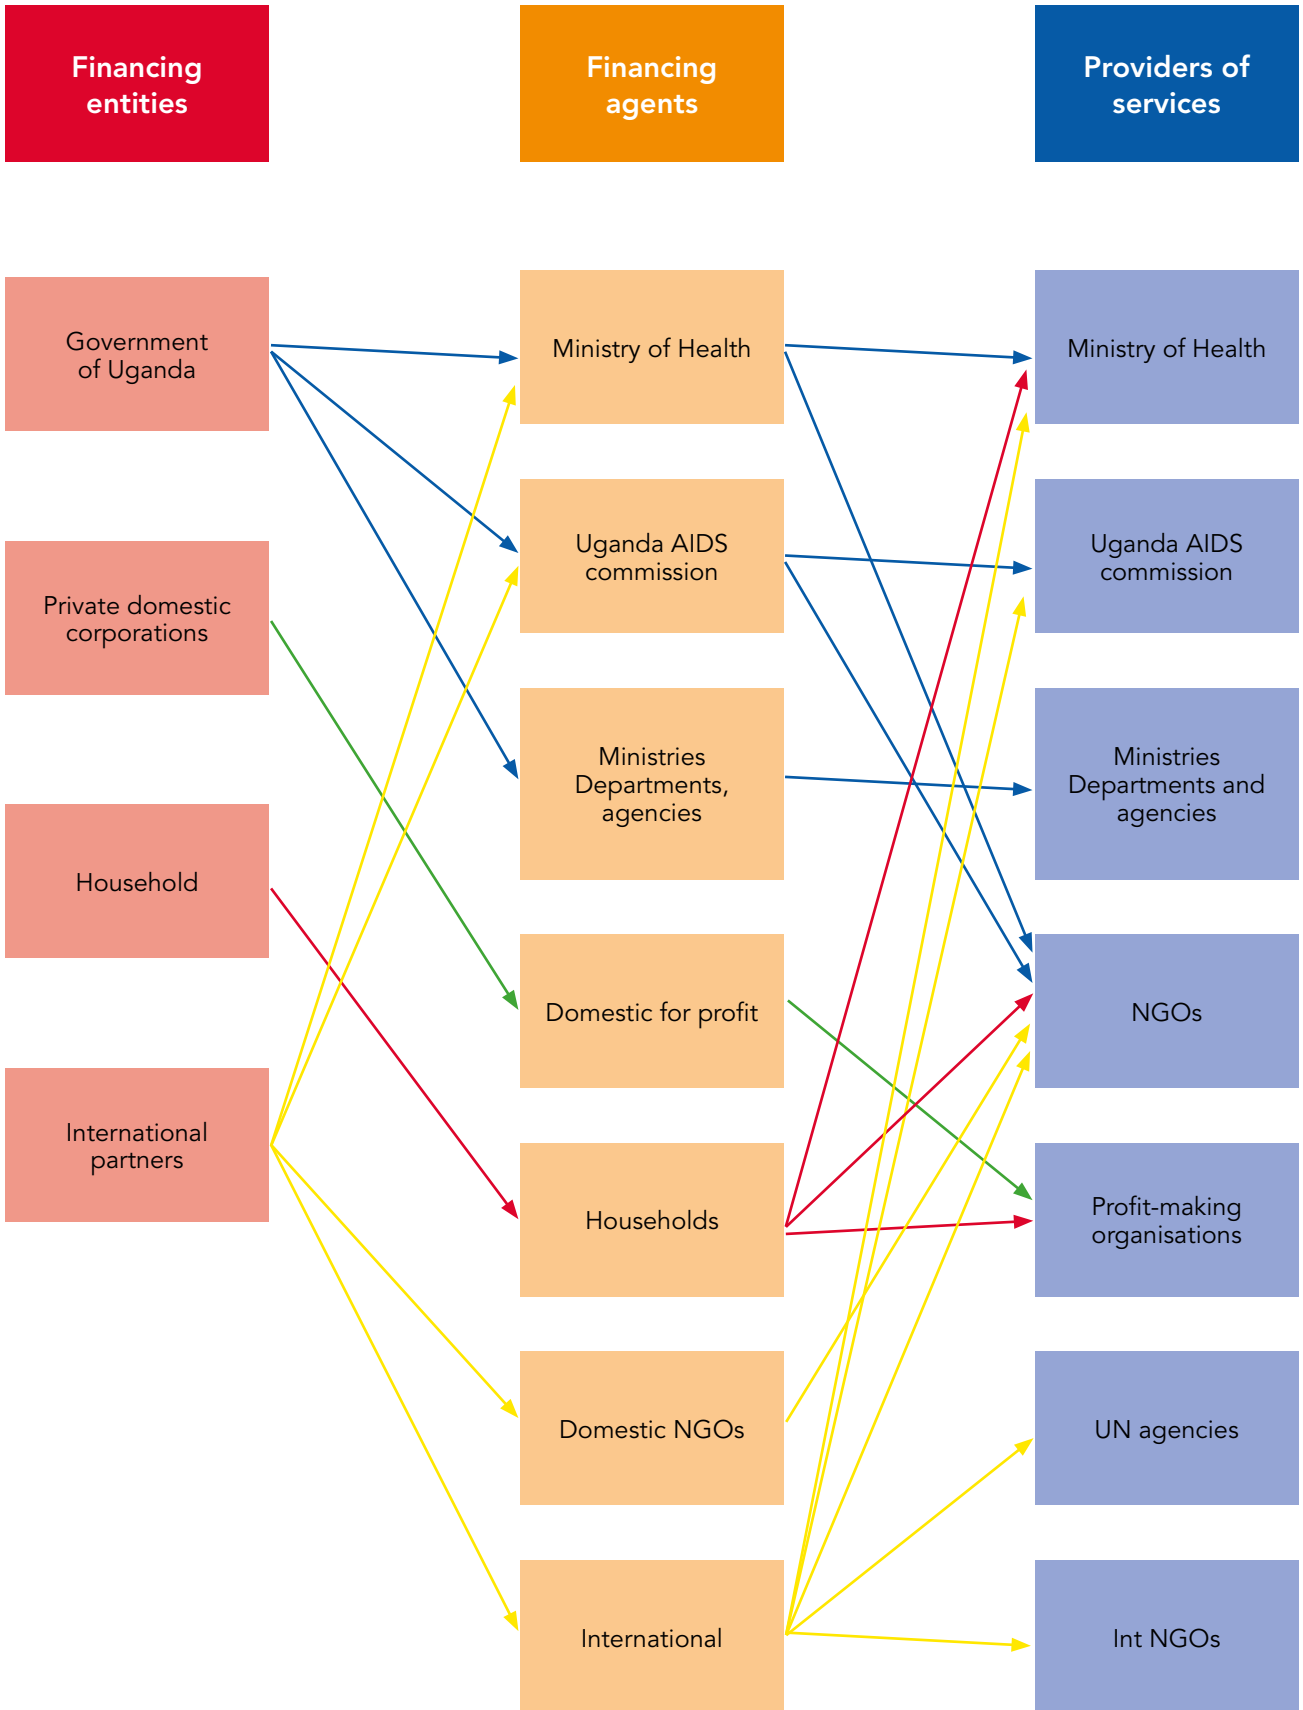 Financing
entities
Financing
agents
Providers of
services
Government
of Uganda
Private domestic
corporations
Household
International
partners
Ministry of Health
Uganda AIDS
commission
Ministries
Departments,
agencies
Domestic for profit
Households
Domestic NGOs
International
Ministry of Health
Uganda AIDS
commission
Ministries
Departments and
agencies
NGOs
Profit-making
organisations
UN agencies
Int NGOs